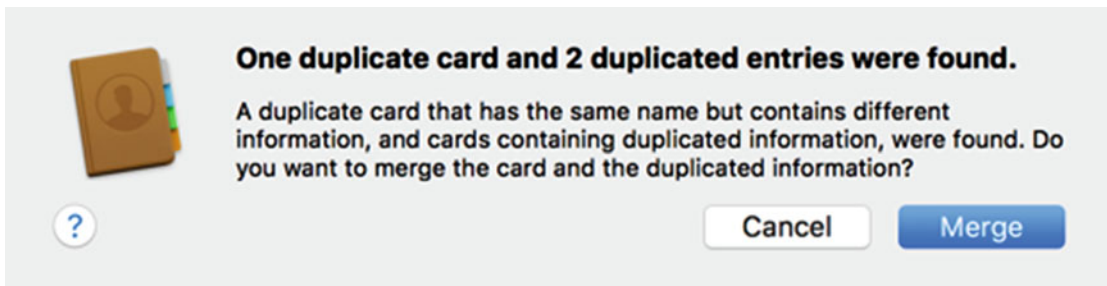 One duplicate card and 2 duplicated entries were found.
A duplicate card that has the same name but contains different
information, and cards containing duplicated information, were found. Do
you want to merge the card and the duplicated information?
?
Cancel
Merge